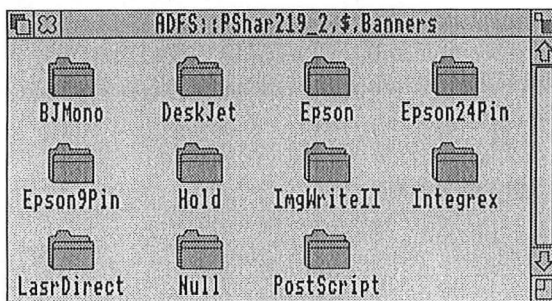 ADFS::PShar219_2.$.Banners
BJMono DeskJet Epson Epson24Pin
Epson9Pin Hold ImgWriteII Integrex
LasrDirect Null PostScript